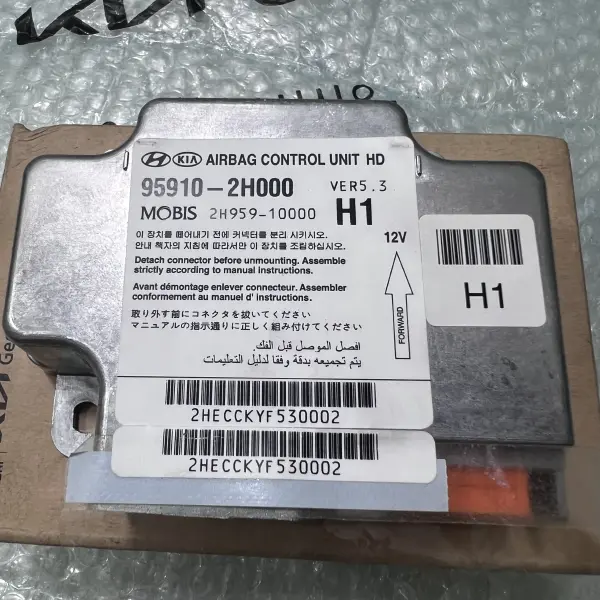 KIA AIRBAG CONTROL UNIT HD
95910-2H000 VER5.3
MOBIS 2H959-10000 H1
이 장치를 떼어내기 전에 커넥터를 분리 시키시오.
안내 책자의 지침에 따라서만 이 장치를 조립하십시오.
12V
Detach connector before unmounting. Assemble
strictly according to manual instructions.
Avant démontage enlever connecteur. Assembler
conformement au manuel d' instructions.
取り外す前にコネクタを抜いてください
マニュアルの指示通りに正しく組み付けてください
FORWARD
افصل الموصل قبل الفك.
يتم تجميعه بدقة وفقا لدليل التعليمات.
2HECCKYF530002
2HECCKYF530002
H1